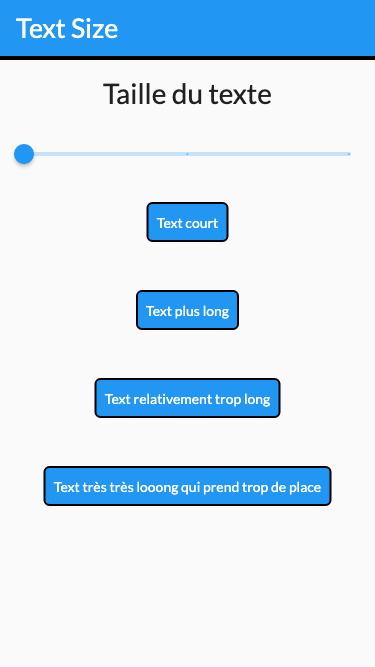 Text Size
Taille du texte
Text court
Text plus long
Text relativement trop long
Text très très looong qui prend trop de place